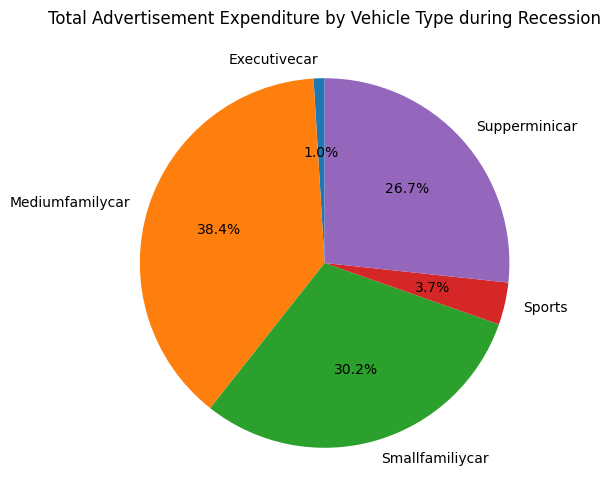 Total Advertisement Expenditure by Vehicle Type during Recession
Executivecar
Supperminicar
1.0%
26.7%
Mediumfamilycar
38.4%
3.7%
Sports
30.2%
Smallfamiliycar